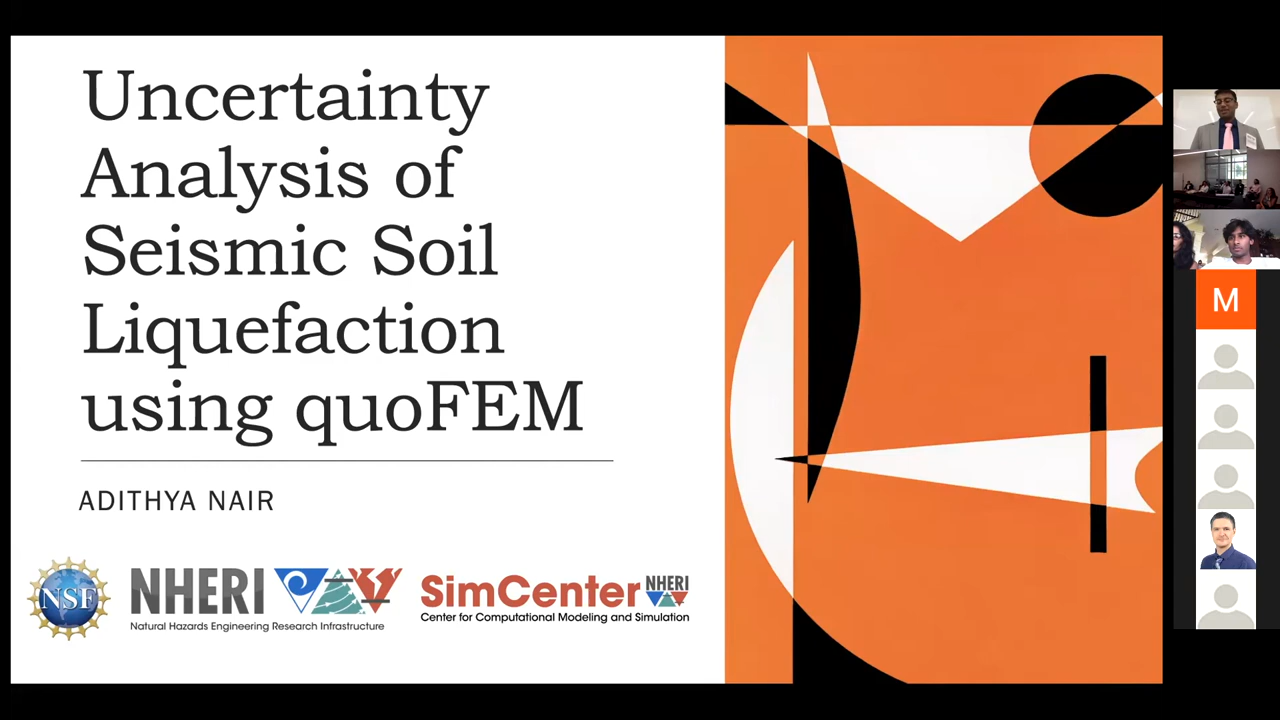 Uncertainty
Analysis of
Seismic Soil
Liquefaction
using quoFEM
ADITHYA NAIR
NSF
NHERI
Natural Hazards Engineering Research Infrastructure
SimCenter
NHERI
Center for Computational Modeling and Simulation
M